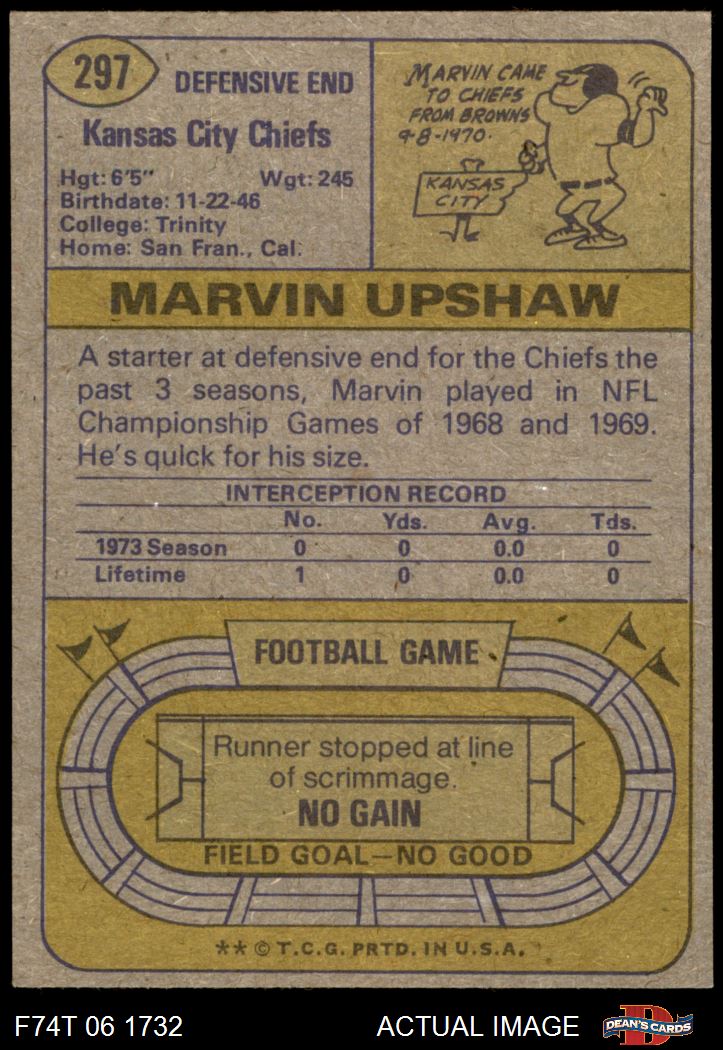 297
DEFENSIVE END
Kansas City Chiefs
Hgt: 6'5" Wgt: 245
Birthdate: 11-22-46
College: Trinity
Home: San Fran., Cal.
MARVIN CAME
TO CHIEFS
FROM BROWNS
9-8-1970.
KANSAS
CITY
MARVIN UPSHAW
A starter at defensive end for the Chiefs the
past 3 seasons, Marvin played in NFL
Championship Games of 1968 and 1969.
He's quick for his size.
INTERCEPTION RECORD
No. Yds. Avg. Tds.
1973 Season 0 0 0.0 0
Lifetime 1 0 0.0 0
FOOTBALL GAME
Runner stopped at line
of scrimmage.
NO GAIN
FIELD GOAL—NO GOOD
** © T.C.G. PRTD. IN U.S.A.
F74T 06 1732 ACTUAL IMAGE
D
DEAN'S CARDS